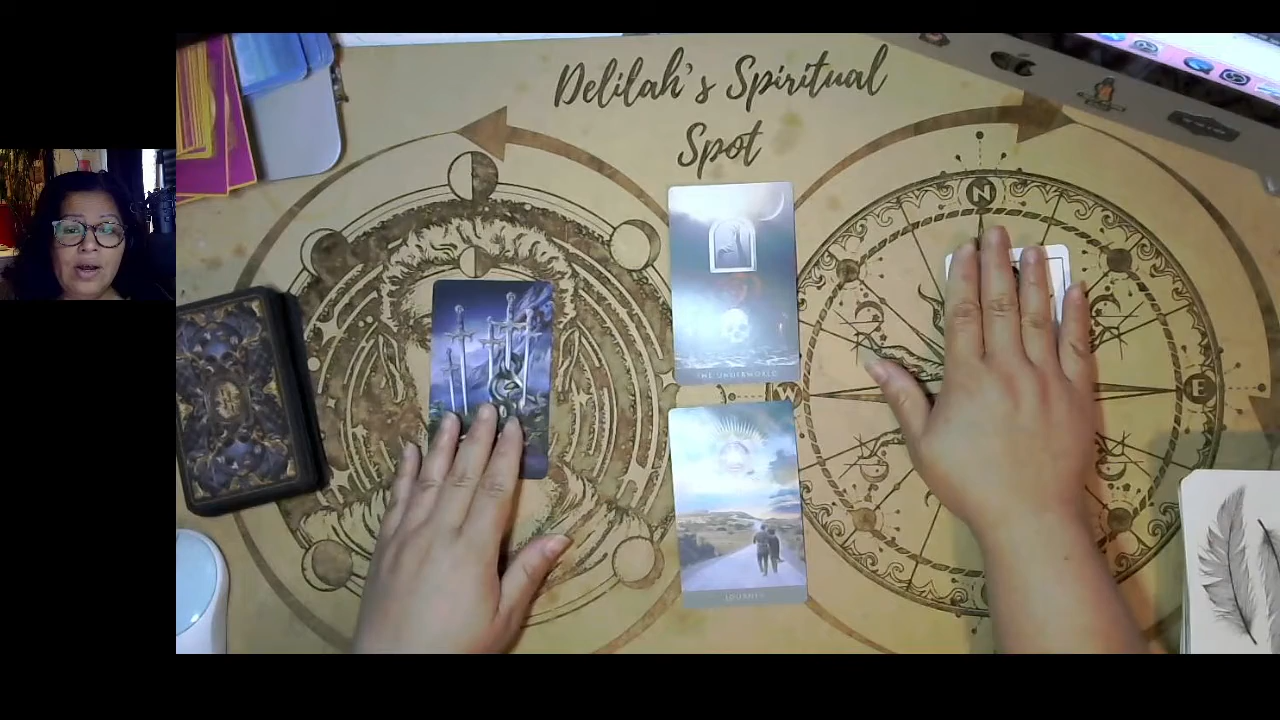 Delilah's Spiritual
Spot
N
THE UNDERWORLD
W
E
JOURNEY